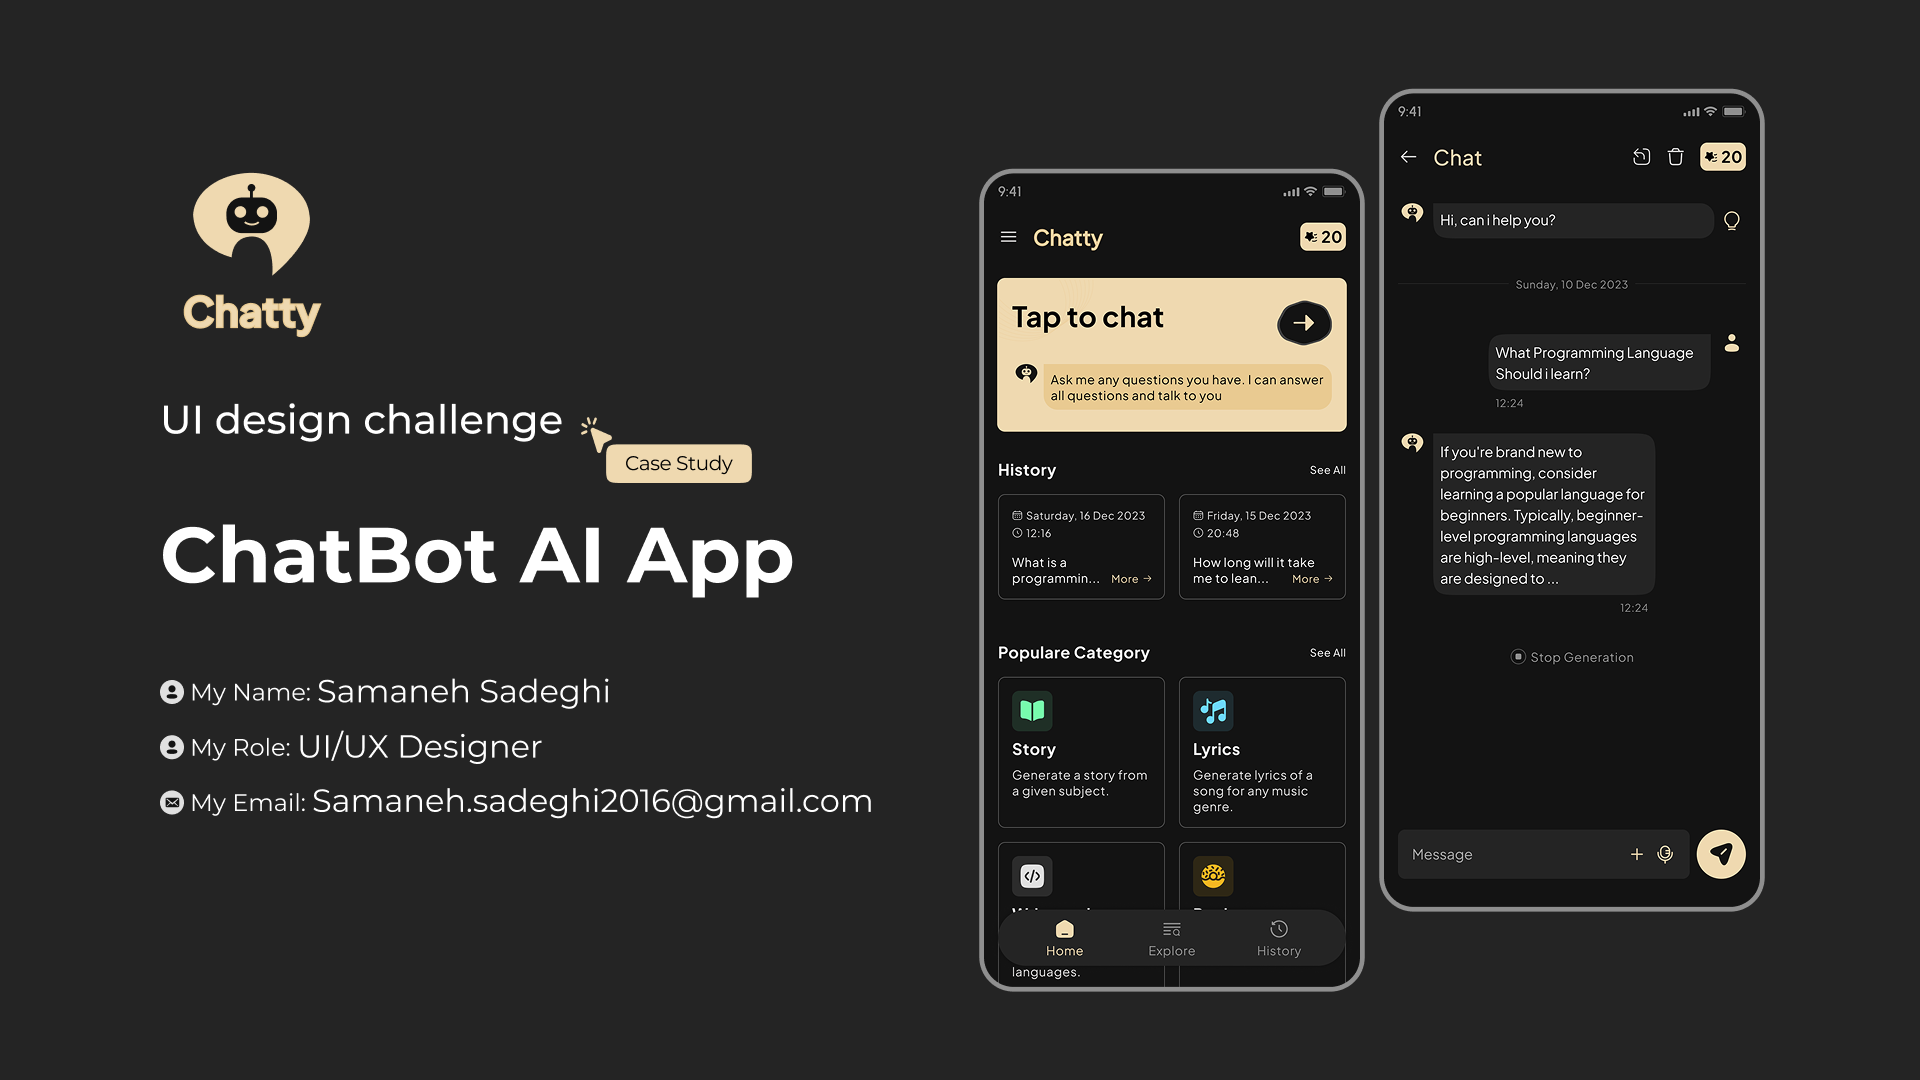 Chatty
UI design challenge
Case Study
ChatBot AI App
My Name: Samaneh Sadeghi
My Role: UI/UX Designer
My Email: Samaneh.sadeghi2016@gmail.com
9:41
Chatty
20
Tap to chat
Ask me any questions you have. I can answer
all questions and talk to you
History
See All
Saturday, 16 Dec 2023
12:16
What is a
programmin...
More
Friday, 15 Dec 2023
20:48
How long will it take
me to lean...
More
Populare Category
See All
Story
Generate a story from
a given subject.
Lyrics
Generate lyrics of a
song for any music
genre.
languages.
Home
Explore
History
9:41
Chat
20
Hi, can i help you?
Sunday, 10 Dec 2023
What Programming Language
Should i learn?
12:24
If you're brand new to
programming, consider
learning a popular language for
beginners. Typically, beginner-
level programming languages
are high-level, meaning they
are designed to ...
12:24
Stop Generation
Message